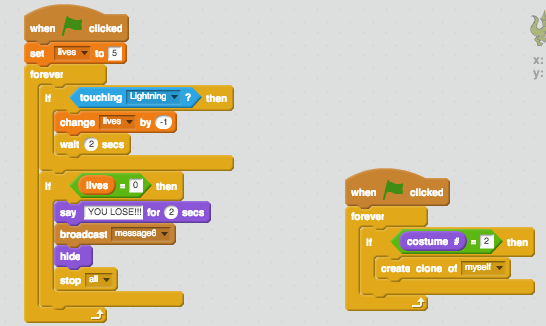 when clicked
set lives to 5
forever
if touching Lightning ? then
change lives by -1
wait 2 secs
if lives = 0 then
say YOU LOSE!!! for 2 secs
broadcast message6
hide
stop all
x:
y:
when clicked
forever
if costume # = 2 then
create clone of myself